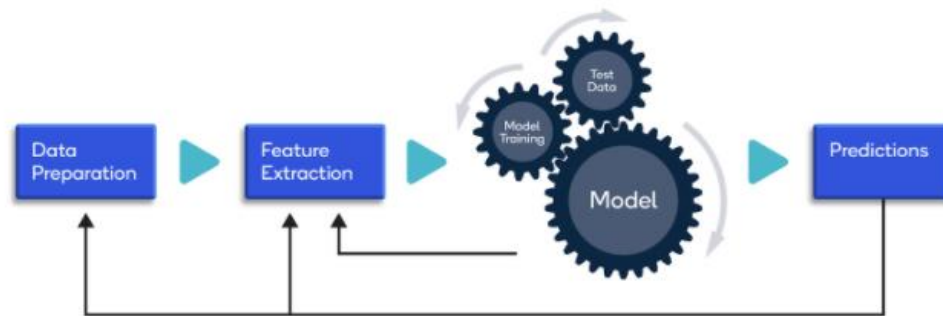 Data
Preparation
Feature
Extraction
Model
Training
Test
Data
Model
Predictions